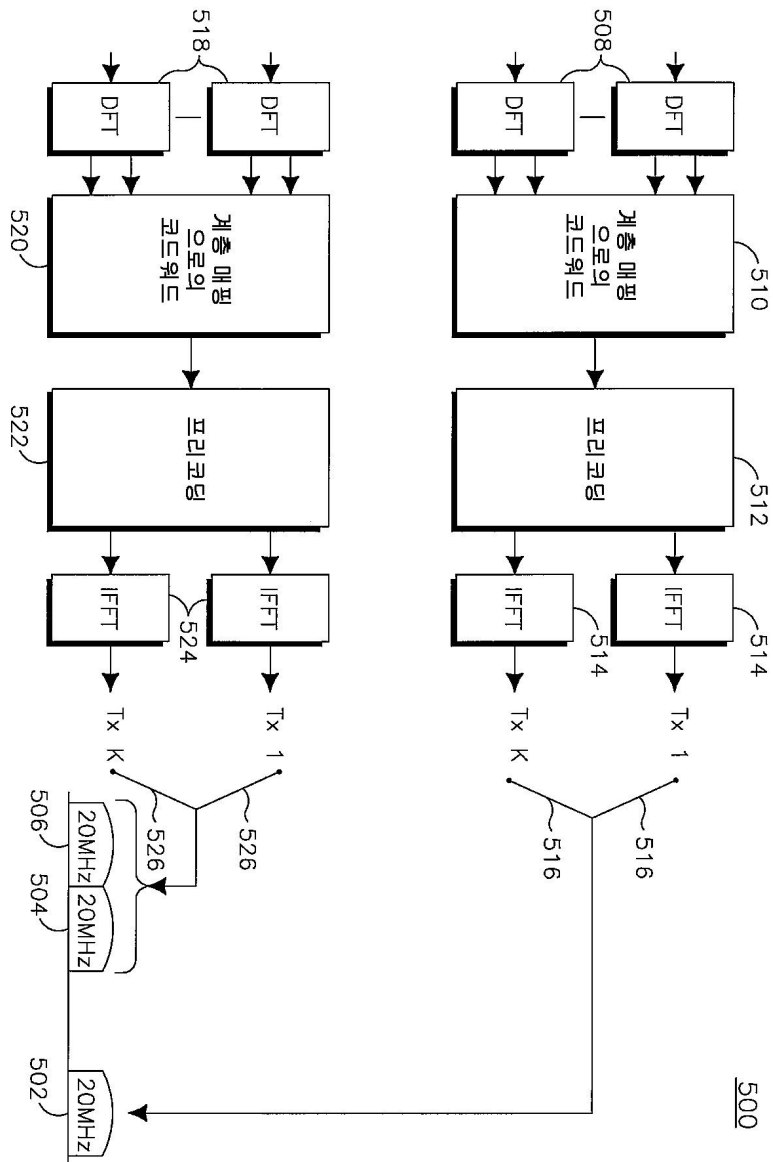 500
510
512
514
DFT
508
DFT
계층 매핑
으로의
코드워드
프리코딩
IFFT
IFFT
514
Tx 1
Tx K
516
516
518
DFT
DFT
계층 매핑
으로의
코드워드
520
프리코딩
522
IFFT
IFFT
524
Tx 1
Tx K
526
526
20MHz
20MHz
20MHz
506
504
502